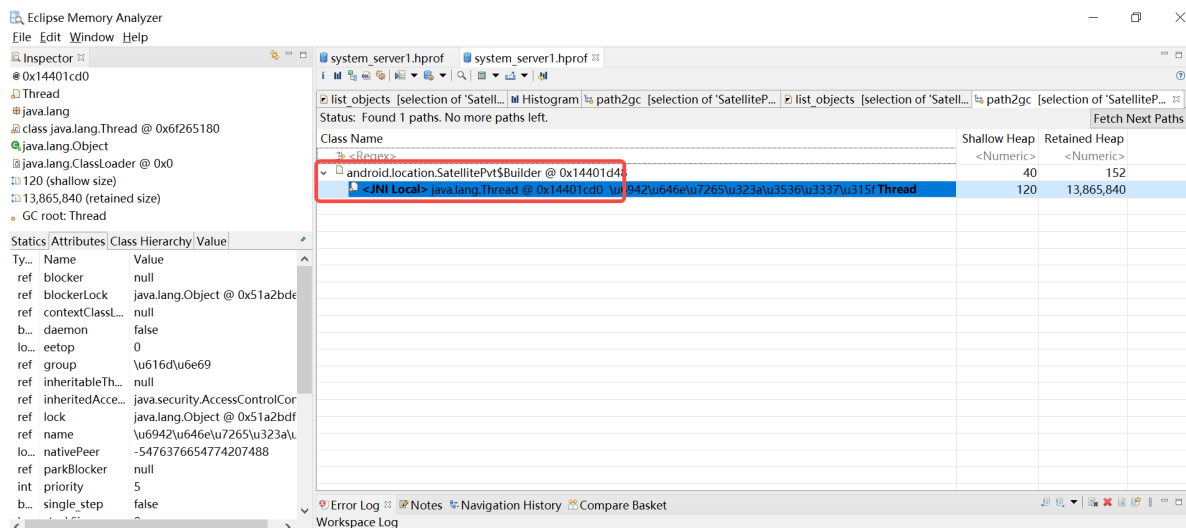 Eclipse Memory Analyzer
File Edit Window Help
Inspector
@ 0x14401cd0
Thread
java.lang
class java.lang.Thread @ 0x6f265180
java.lang.Object
java.lang.ClassLoader @ 0x0
120 (shallow size)
13,865,840 (retained size)
GC root: Thread
Statics Attributes Class Hierarchy Value
Ty... Name Value
ref blocker null
ref blockerLock java.lang.Object @ 0x51a2bde
ref contextClassL... null
b... daemon false
lo... eetop 0
ref group \u616d\u6e69
ref inheritableTh... null
ref inheritedAcce... java.security.AccessControlCor
ref lock java.lang.Object @ 0x51a2bdf
ref name \u6942\u646e\u7265\u323a\u
lo... nativePeer -5476376654774207488
ref parkBlocker null
int priority 5
b... single_step false
system_server1.hprof system_server1.hprof
list_objects [selection of 'Satell... Histogram path2gc [selection of 'SatelliteP... list_objects [selection of 'Satell... path2gc [selection of 'SatelliteP...
Status: Found 1 paths. No more paths left. Fetch Next Paths
Class Name Shallow Heap Retained Heap
<Regex> <Numeric> <Numeric>
android.location.SatellitePvt$Builder @ 0x14401d48 40 152
<JNI Local> java.lang.Thread @ 0x14401cd0 \u6942\u646e\u7265\u323a\u3536\u3337\u315f Thread 120 13,865,840
Error Log Notes Navigation History Compare Basket
Workspace Log